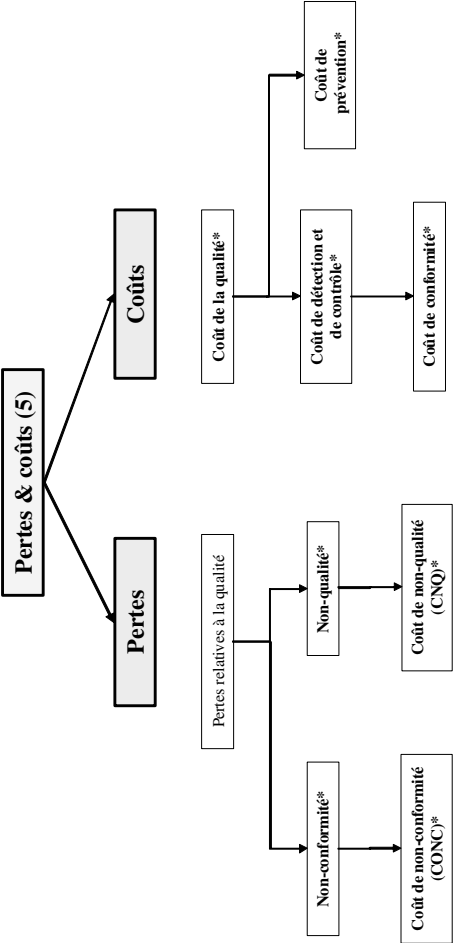 Pertes & coûts (5)
Pertes
Coûts
Pertes relatives à la qualité
Coût de la qualité*
Non-conformité*
Non-qualité*
Coût de détection et
de contrôle*
Coût de
prévention*
Coût de non-conformité
(CONC)*
Coût de non-qualité
(CNQ)*
Coût de conformité*